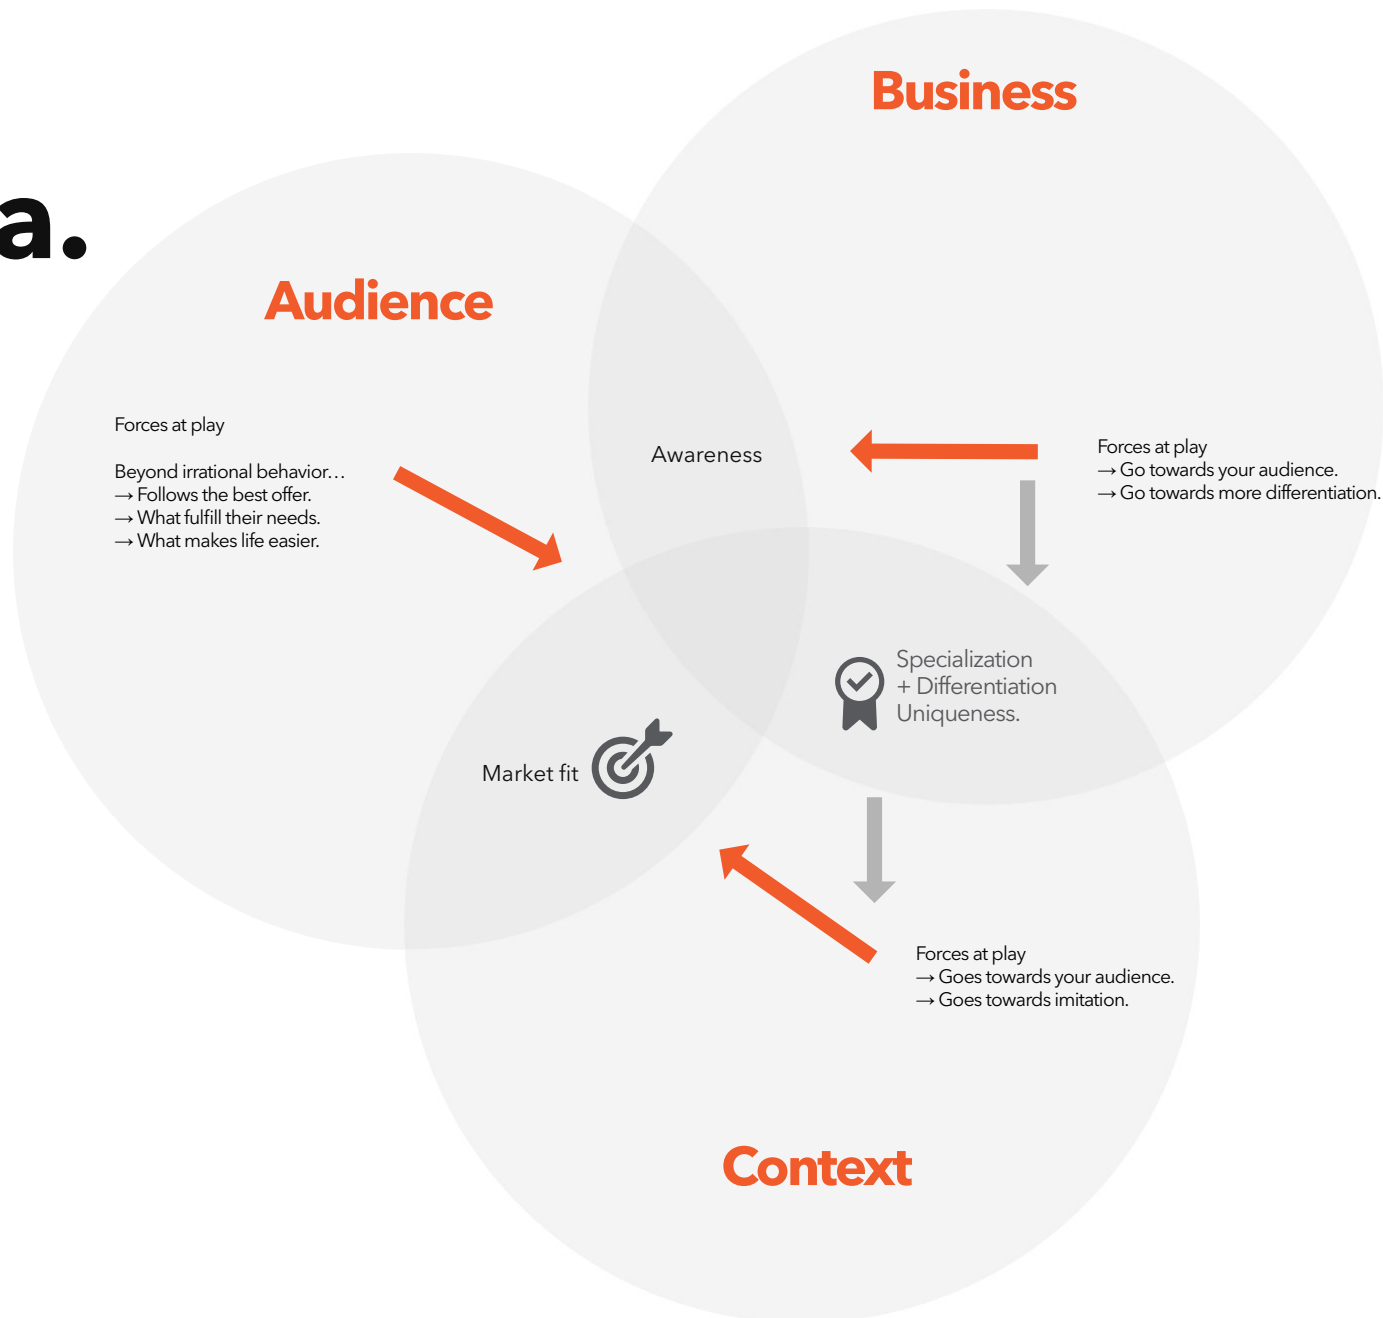 Business
a.
Audience
Forces at play
Beyond irrational behavior…
→ Follows the best offer.
→ What fulfill their needs.
→ What makes life easier.
Awareness
Forces at play
→ Go towards your audience.
→ Go towards more differentiation.
Specialization
+ Differentiation
Uniqueness.
Market fit
Forces at play
→ Goes towards your audience.
→ Goes towards imitation.
Context